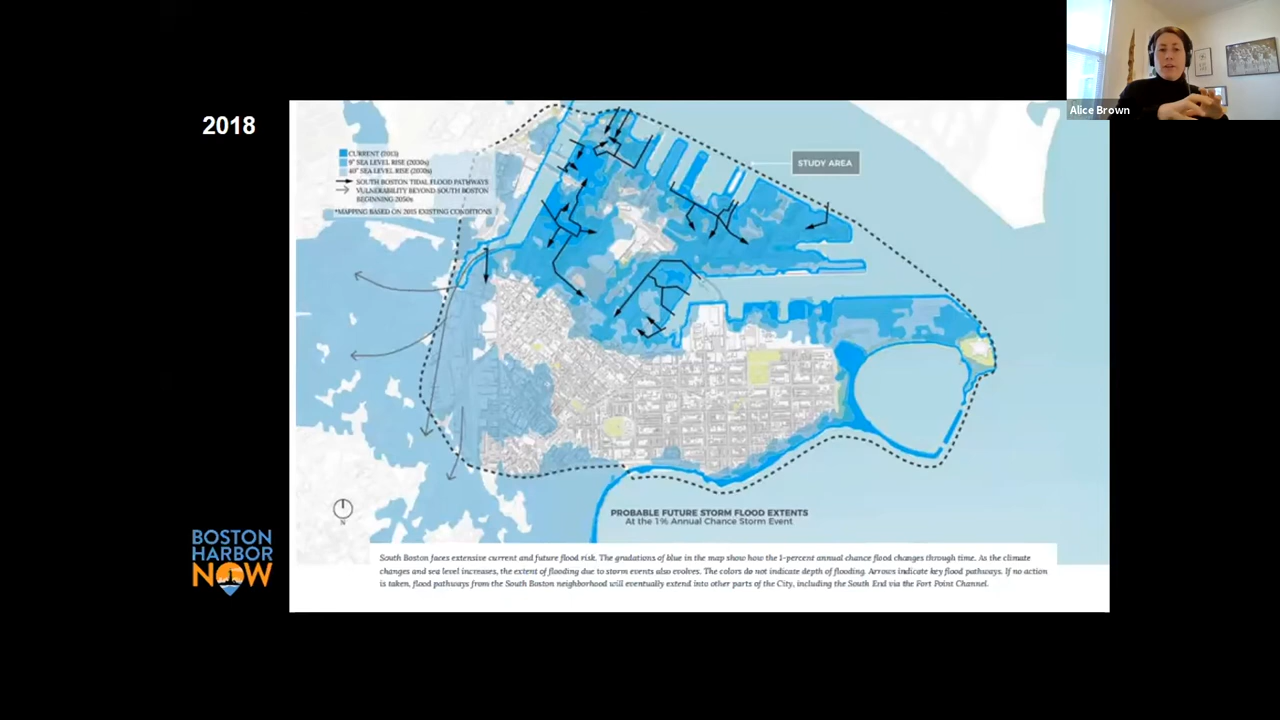 Alice Brown
2018
STUDY AREA
CURRENT (2013)
9" SEA LEVEL RISE (2030s)
40" SEA LEVEL RISE (2070s)
SOUTH BOSTON TIDAL FLOOD PATHWAYS
VULNERABILITY BEYOND SOUTH BOSTON
BEGINNING 2050s
*MAPPING BASED ON 2015 EXISTING CONDITIONS
N
PROBABLE FUTURE STORM FLOOD EXTENTS
At the 1% Annual Chance Storm Event
BOSTON
HARBOR
NOW
South Boston faces extensive current and future flood risk. The gradations of blue in the map show how the 1-percent annual chance flood changes through time. As the climate
changes and sea level increases, the extent of flooding due to storm events also evolves. The colors do not indicate depth of flooding. Arrows indicate key flood pathways. If no action
is taken, flood pathways from the South Boston neighborhood will eventually extend into other parts of the City, including the South End via the Fort Point Channel.